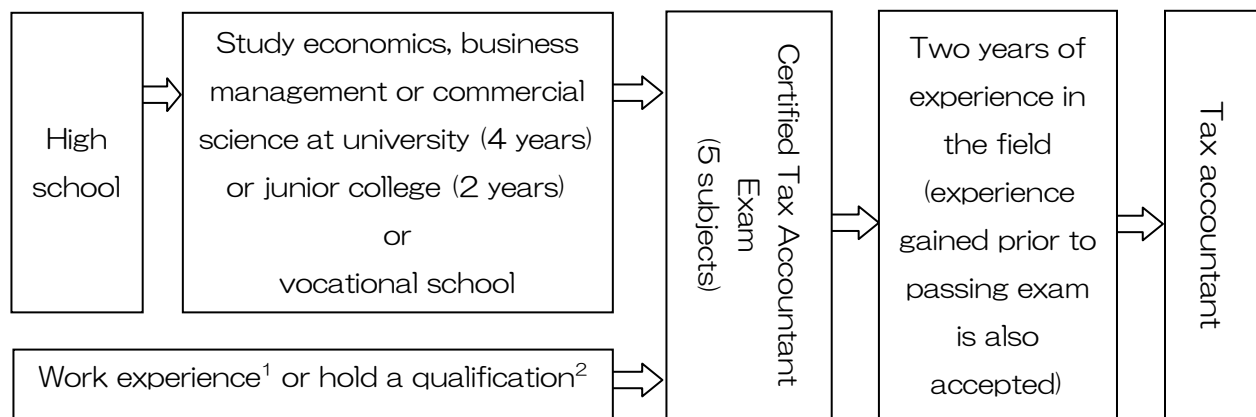 High
school
Study economics, business
management or commercial
science at university (4 years)
or junior college (2 years)
or
vocational school
Work experience¹ or hold a qualification²
Certified Tax Accountant
Exam
(5 subjects)
Two years of
experience in
the field
(experience
gained prior to
passing exam
is also
accepted)
Tax accountant